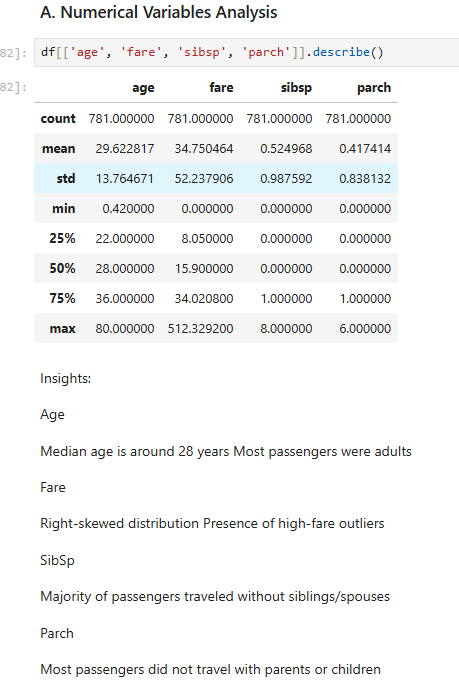 A. Numerical Variables Analysis
82]: df[['age', 'fare', 'sibsp', 'parch']].describe()
82]:
age fare sibsp parch
count 781.000000 781.000000 781.000000 781.000000
mean 29.622817 34.750464 0.524968 0.417414
std 13.764671 52.237906 0.987592 0.838132
min 0.420000 0.000000 0.000000 0.000000
25% 22.000000 8.050000 0.000000 0.000000
50% 28.000000 15.900000 0.000000 0.000000
75% 36.000000 34.020800 1.000000 1.000000
max 80.000000 512.329200 8.000000 6.000000
Insights:
Age
Median age is around 28 years Most passengers were adults
Fare
Right-skewed distribution Presence of high-fare outliers
SibSp
Majority of passengers traveled without siblings/spouses
Parch
Most passengers did not travel with parents or children